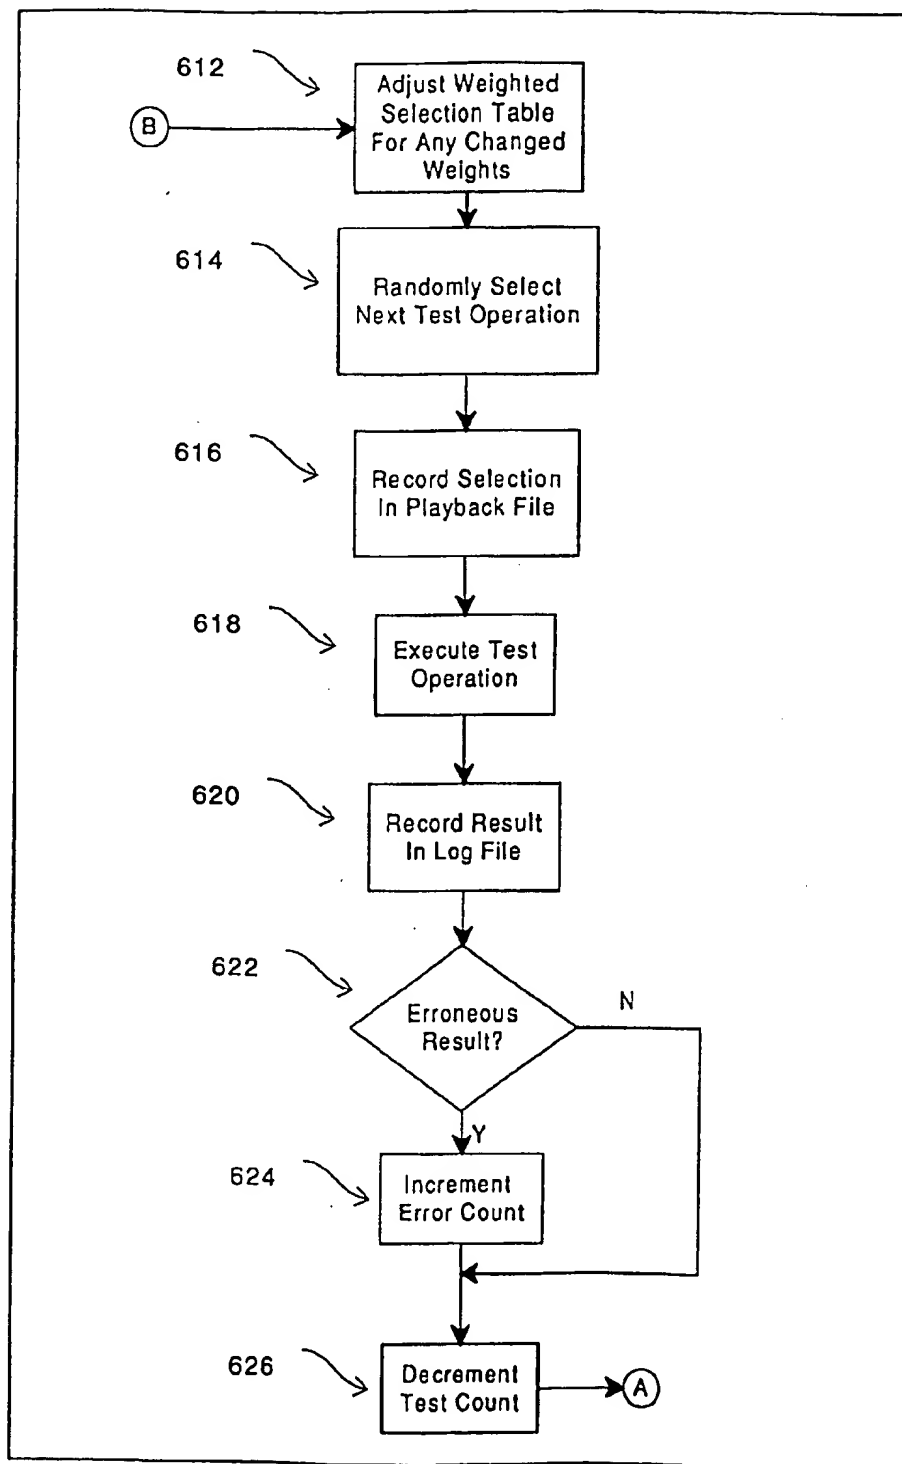 612
Adjust Weighted
Selection Table
For Any Changed
Weights
B
614
Randomly Select
Next Test Operation
616
Record Selection
In Playback File
618
Execute Test
Operation
620
Record Result
In Log File
622
Erroneous
Result?
N
Y
624
Increment
Error Count
626
Decrement
Test Count
A